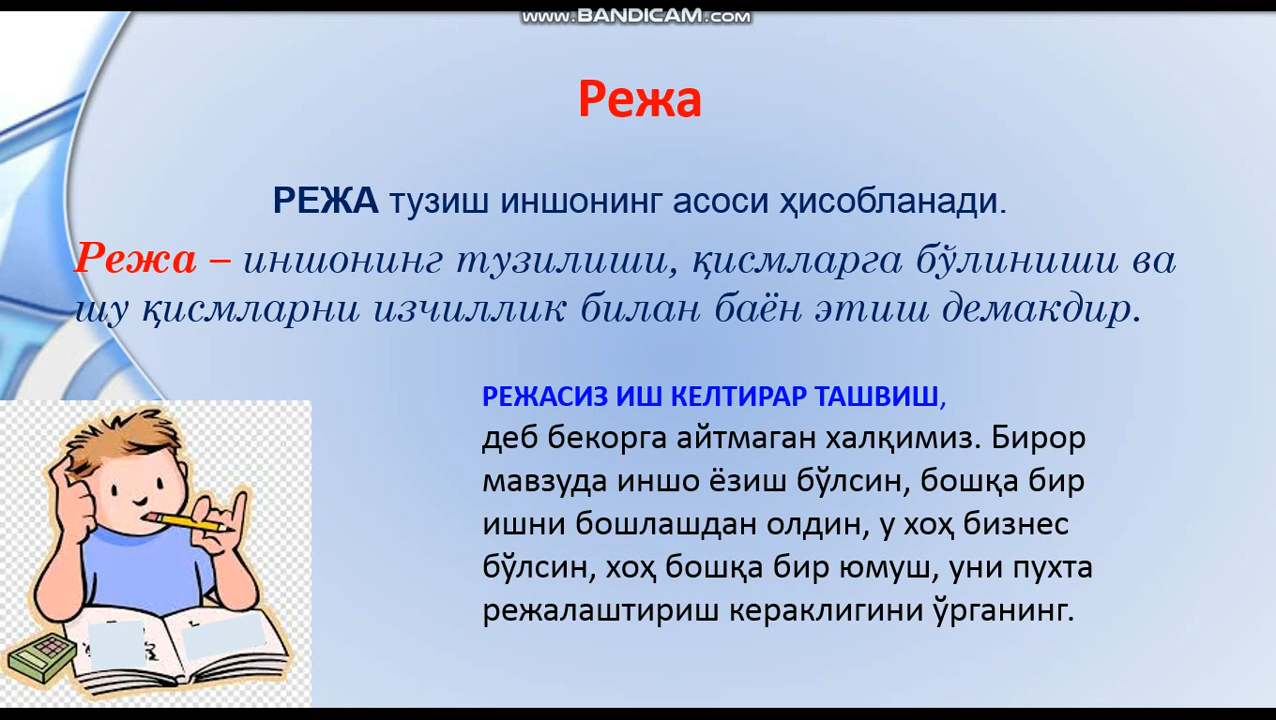 www.BANDICAM.com
Режа
РЕЖА тузиш иншонинг асоси ҳисобланади.
Режа – иншонинг тузилиши, қисмларга бўлиниши ва
шу қисмларни изчиллик билан баён этиш демакдир.
РЕЖАСИЗ ИШ КЕЛТИРАР ТАШВИШ,
деб бекорга айтмаган халқимиз. Бирор
мавзуда иншо ёзиш бўлсин, бошқа бир
ишни бошлашдан олдин, у хоҳ бизнес
бўлсин, хоҳ бошқа бир юмуш, уни пухта
режалаштириш кераклигини ўрганинг.